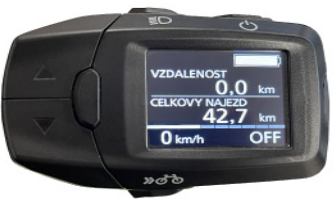 VZDALENOST
0,0 km
CELKOVY NAJEZD
42,7 km
0 km/h OFF